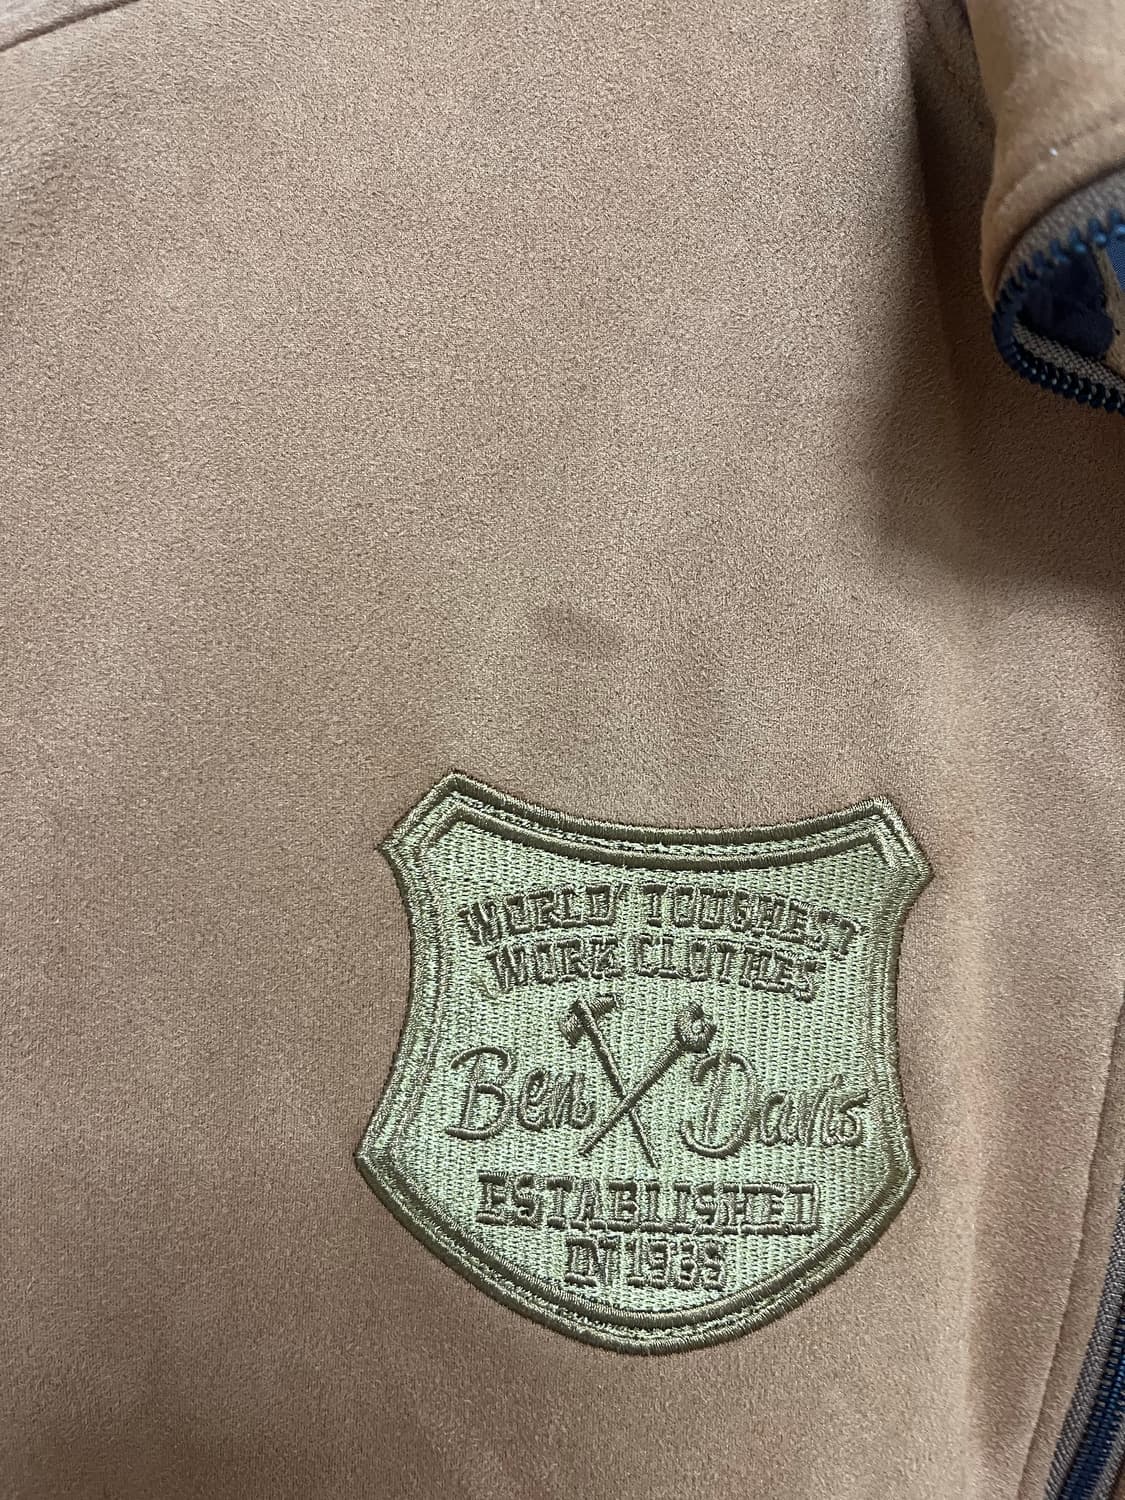 WORLD' TOUGHEST
WORK CLOTHES
Ben Davis
ESTABLISHED
IN 1935